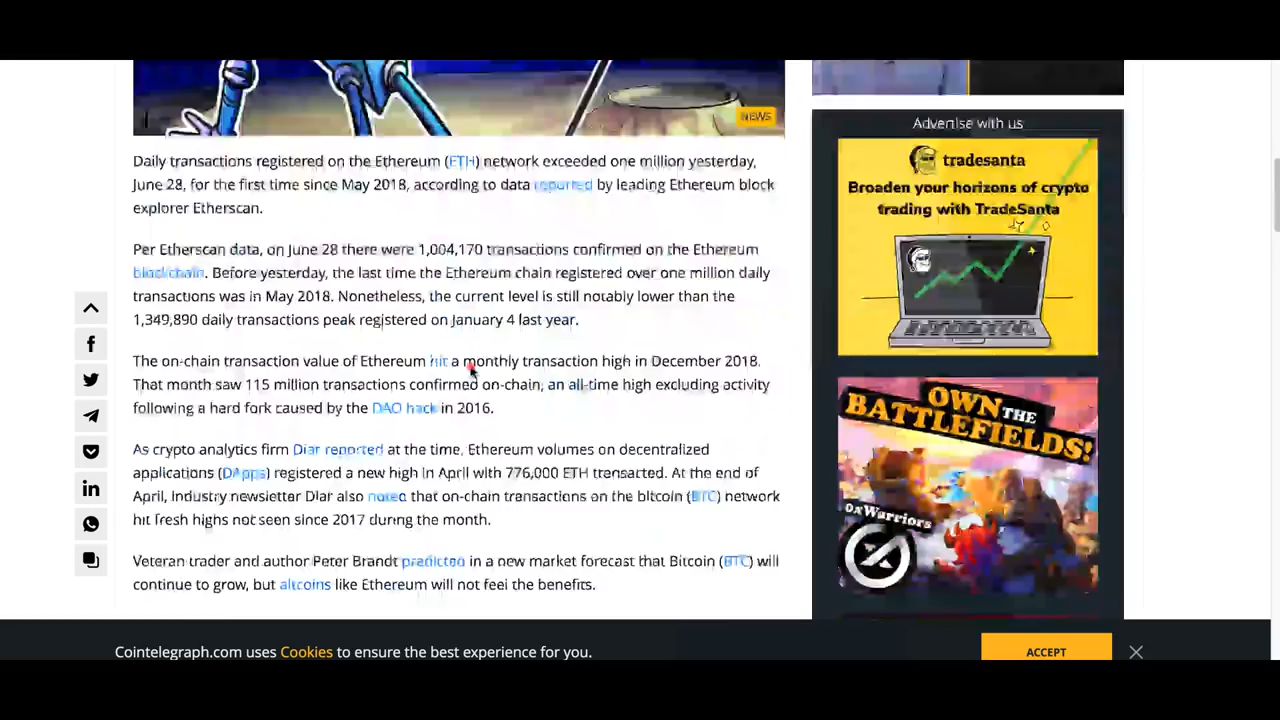 NEWS
Daily transactions registered on the Ethereum (ETH) network exceeded one million yesterday,
June 28, for the first time since May 2018, according to data reported by leading Ethereum block
explorer Etherscan.
Per Etherscan data, on June 28 there were 1,004,170 transactions confirmed on the Ethereum
blockchain. Before yesterday, the last time the Ethereum chain registered over one million daily
transactions was in May 2018. Nonetheless, the current level is still notably lower than the
1,349,890 daily transactions peak registered on January 4 last year.
The on-chain transaction value of Ethereum hit a monthly transaction high in December 2018.
That month saw 115 million transactions confirmed on-chain, an all-time high excluding activity
following a hard fork caused by the DAO hack in 2016.
As crypto analytics firm Diar reported at the time, Ethereum volumes on decentralized
applications (DApps) registered a new high in April with 776,000 ETH transacted. At the end of
April, industry newsletter Diar also noted that on-chain transactions on the bitcoin (BTC) network
hit fresh highs not seen since 2017 during the month.
Veteran trader and author Peter Brandt predicted in a new market forecast that Bitcoin (BTC) will
continue to grow, but altcoins like Ethereum will not feel the benefits.
Advertise with us
tradesanta
Broaden your horizons of crypto
trading with TradeSanta
OWN THE
BATTLEFIELDS!
0xWarriors
Cointelegraph.com uses Cookies to ensure the best experience for you.
ACCEPT